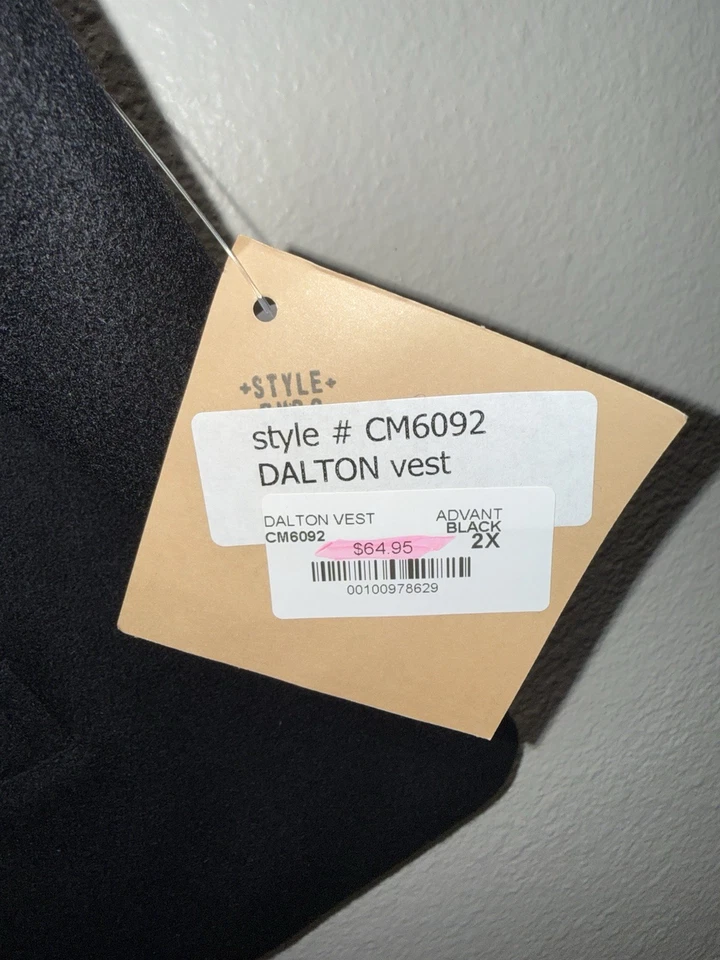 +STYLE+
style # CM6092
DALTON vest
DALTON VEST ADVANT
CM6092 BLACK
$64.95 2X
00100978629